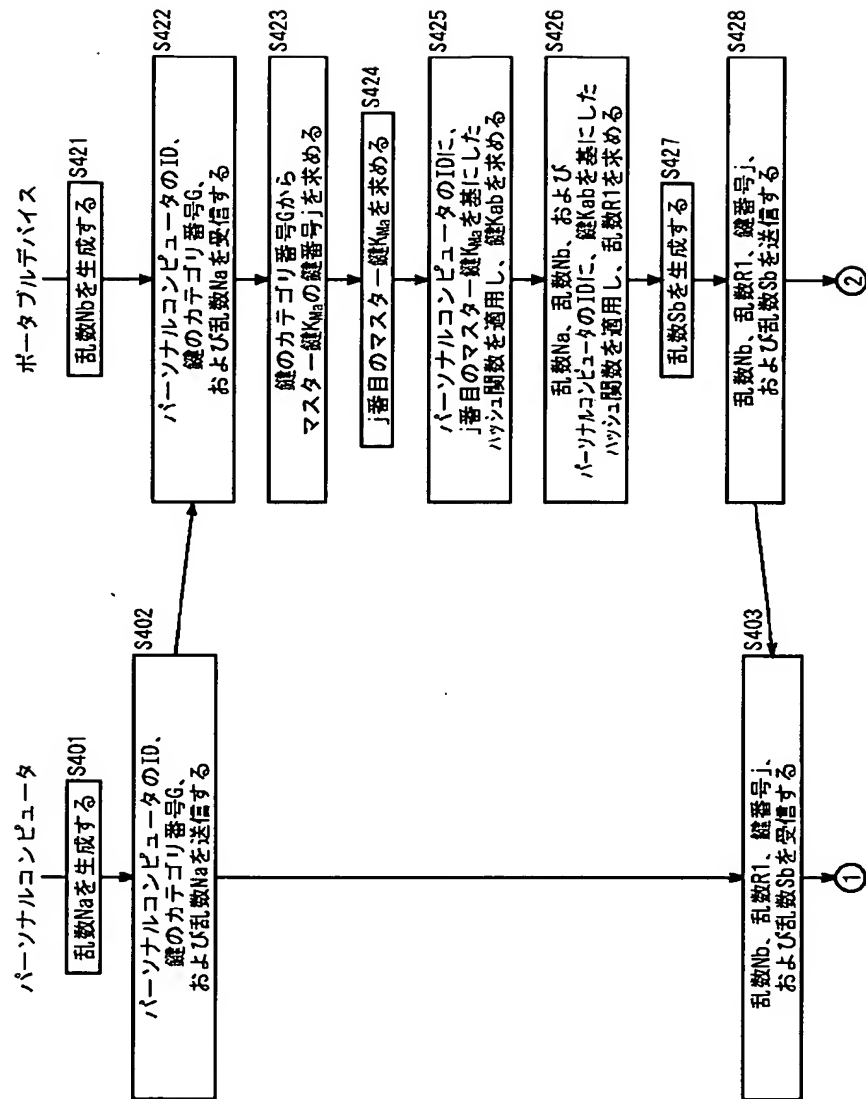 パーソナルコンピュータ
S401
乱数Naを生成する
S402
パーソナルコンピュータのID、
鍵のカテゴリ番号G、
および乱数Naを送信する
S403
乱数Nb、乱数R1、鍵番号j、
および乱数Sbを受信する
1
ポータブルデバイス
S421
乱数Nbを生成する
S422
パーソナルコンピュータのID、
鍵のカテゴリ番号G、
および乱数Naを受信する
S423
鍵のカテゴリ番号Gから
マスター鍵KMaの鍵番号jを求める
S424
j番目のマスター鍵KMaを求める
S425
パーソナルコンピュータのIDに、
j番目のマスター鍵KMaを基にした
ハッシュ関数を適用し、鍵Kabを求める
S426
乱数Na、乱数Nb、および
パーソナルコンピュータのIDに、鍵Kabを基にした
ハッシュ関数を適用し、乱数R1を求める
S427
乱数Sbを生成する
S428
乱数Nb、乱数R1、鍵番号j、
および乱数Sbを送信する
2